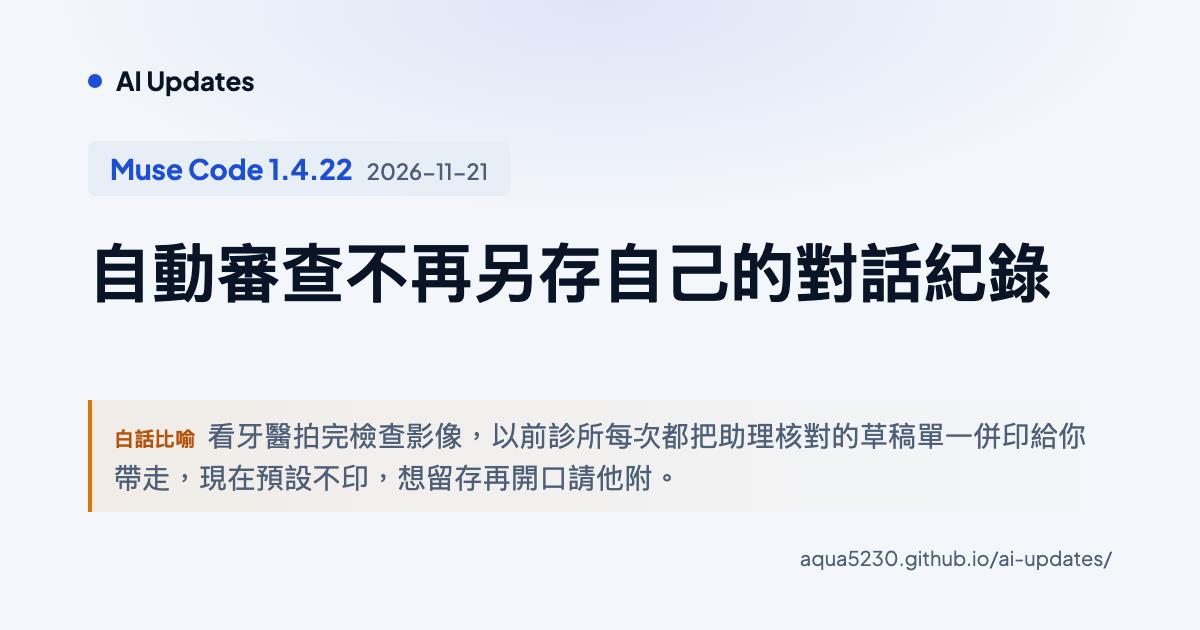 AI Updates
Muse Code 1.4.22 2026-11-21
自動審查不再另存自己的對話紀錄
白話比喻 看牙醫拍完檢查影像，以前診所每次都把助理核對的草稿單一併印給你
帶走，現在預設不印，想留存再開口請他附。
aqua5230.github.io/ai-updates/